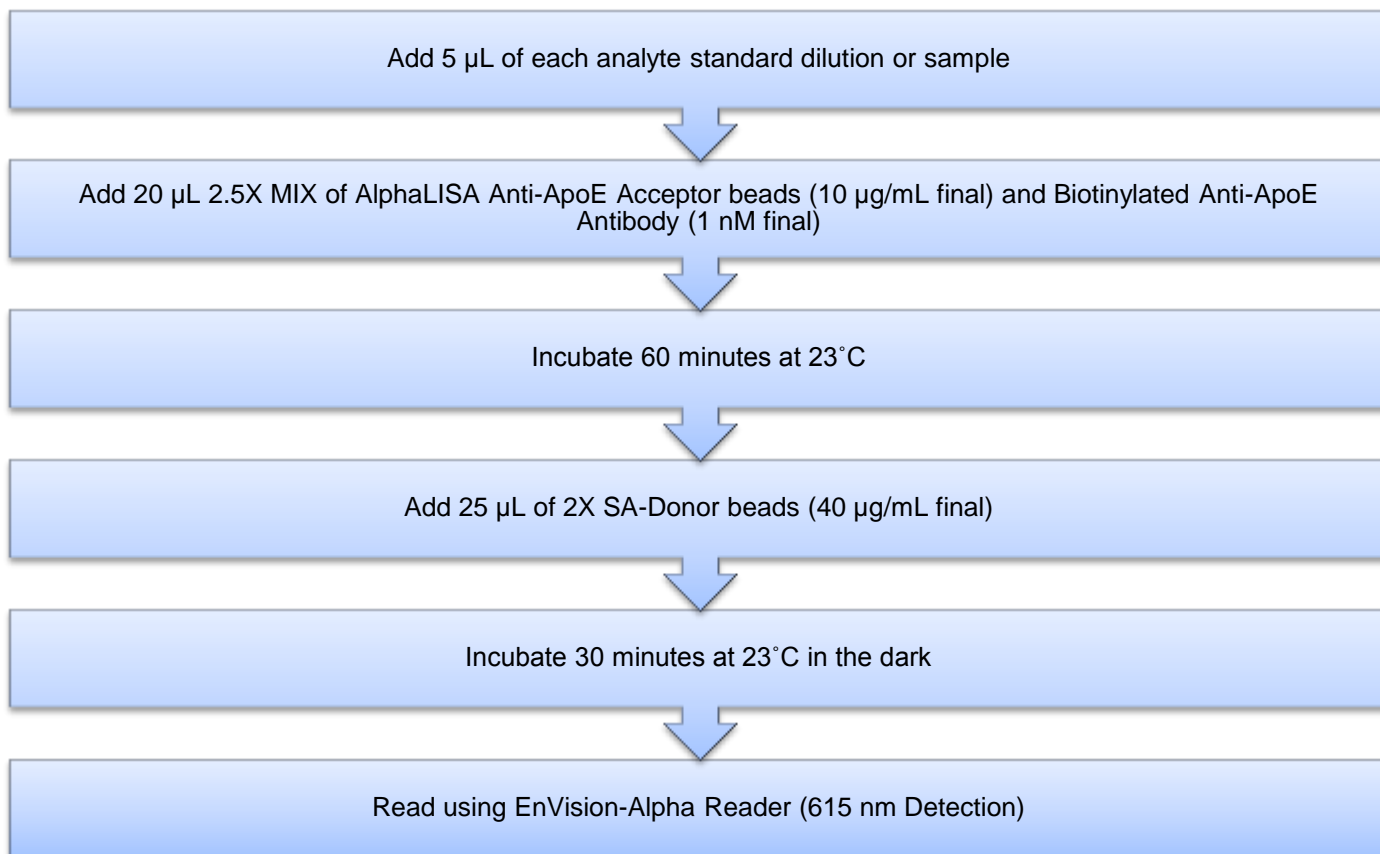 Add 5 µL of each analyte standard dilution or sample
Add 20 µL 2.5X MIX of AlphaLISA Anti-ApoE Acceptor beads (10 µg/mL final) and Biotinylated Anti-ApoE
Antibody (1 nM final)
Incubate 60 minutes at 23˚C
Add 25 µL of 2X SA-Donor beads (40 µg/mL final)
Incubate 30 minutes at 23˚C in the dark
Read using EnVision-Alpha Reader (615 nm Detection)